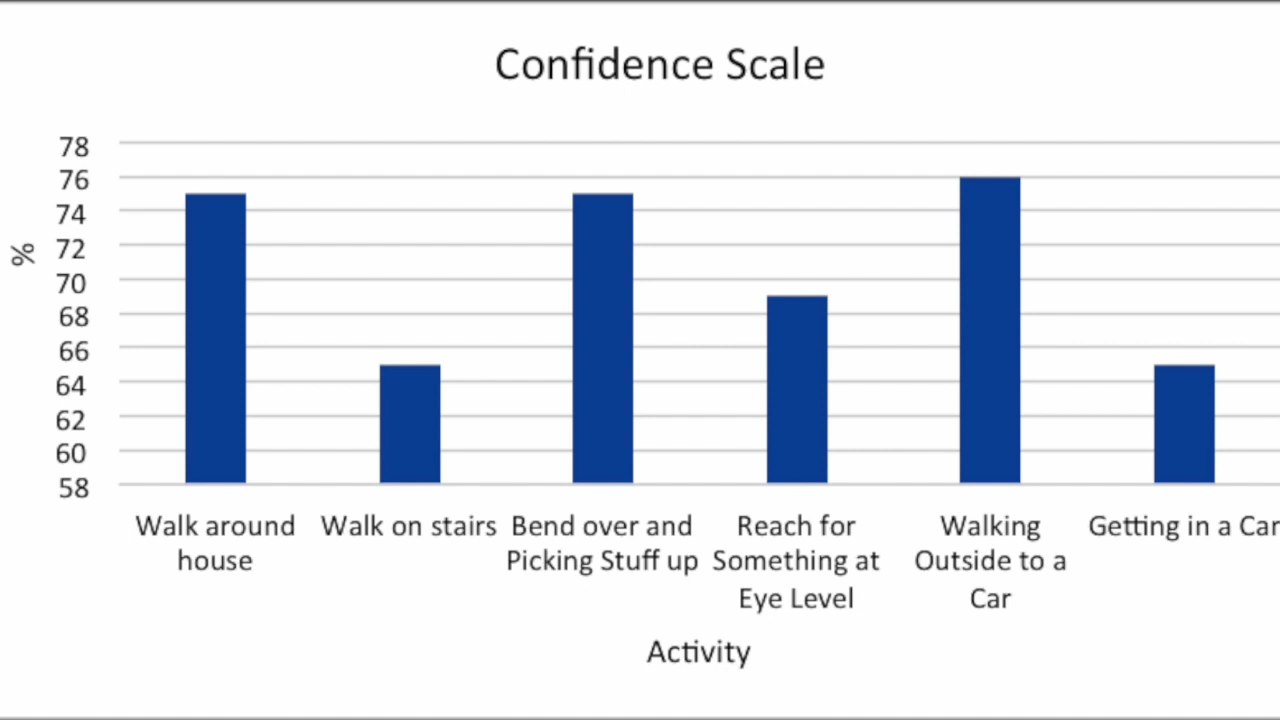 Confidence Scale
78
76
74
72
70
68
66
64
62
60
58
%
Walk around
house
Walk on stairs
Bend over and
Picking Stuff up
Reach for
Something at
Eye Level
Walking
Outside to a
Car
Getting in a Car
Activity